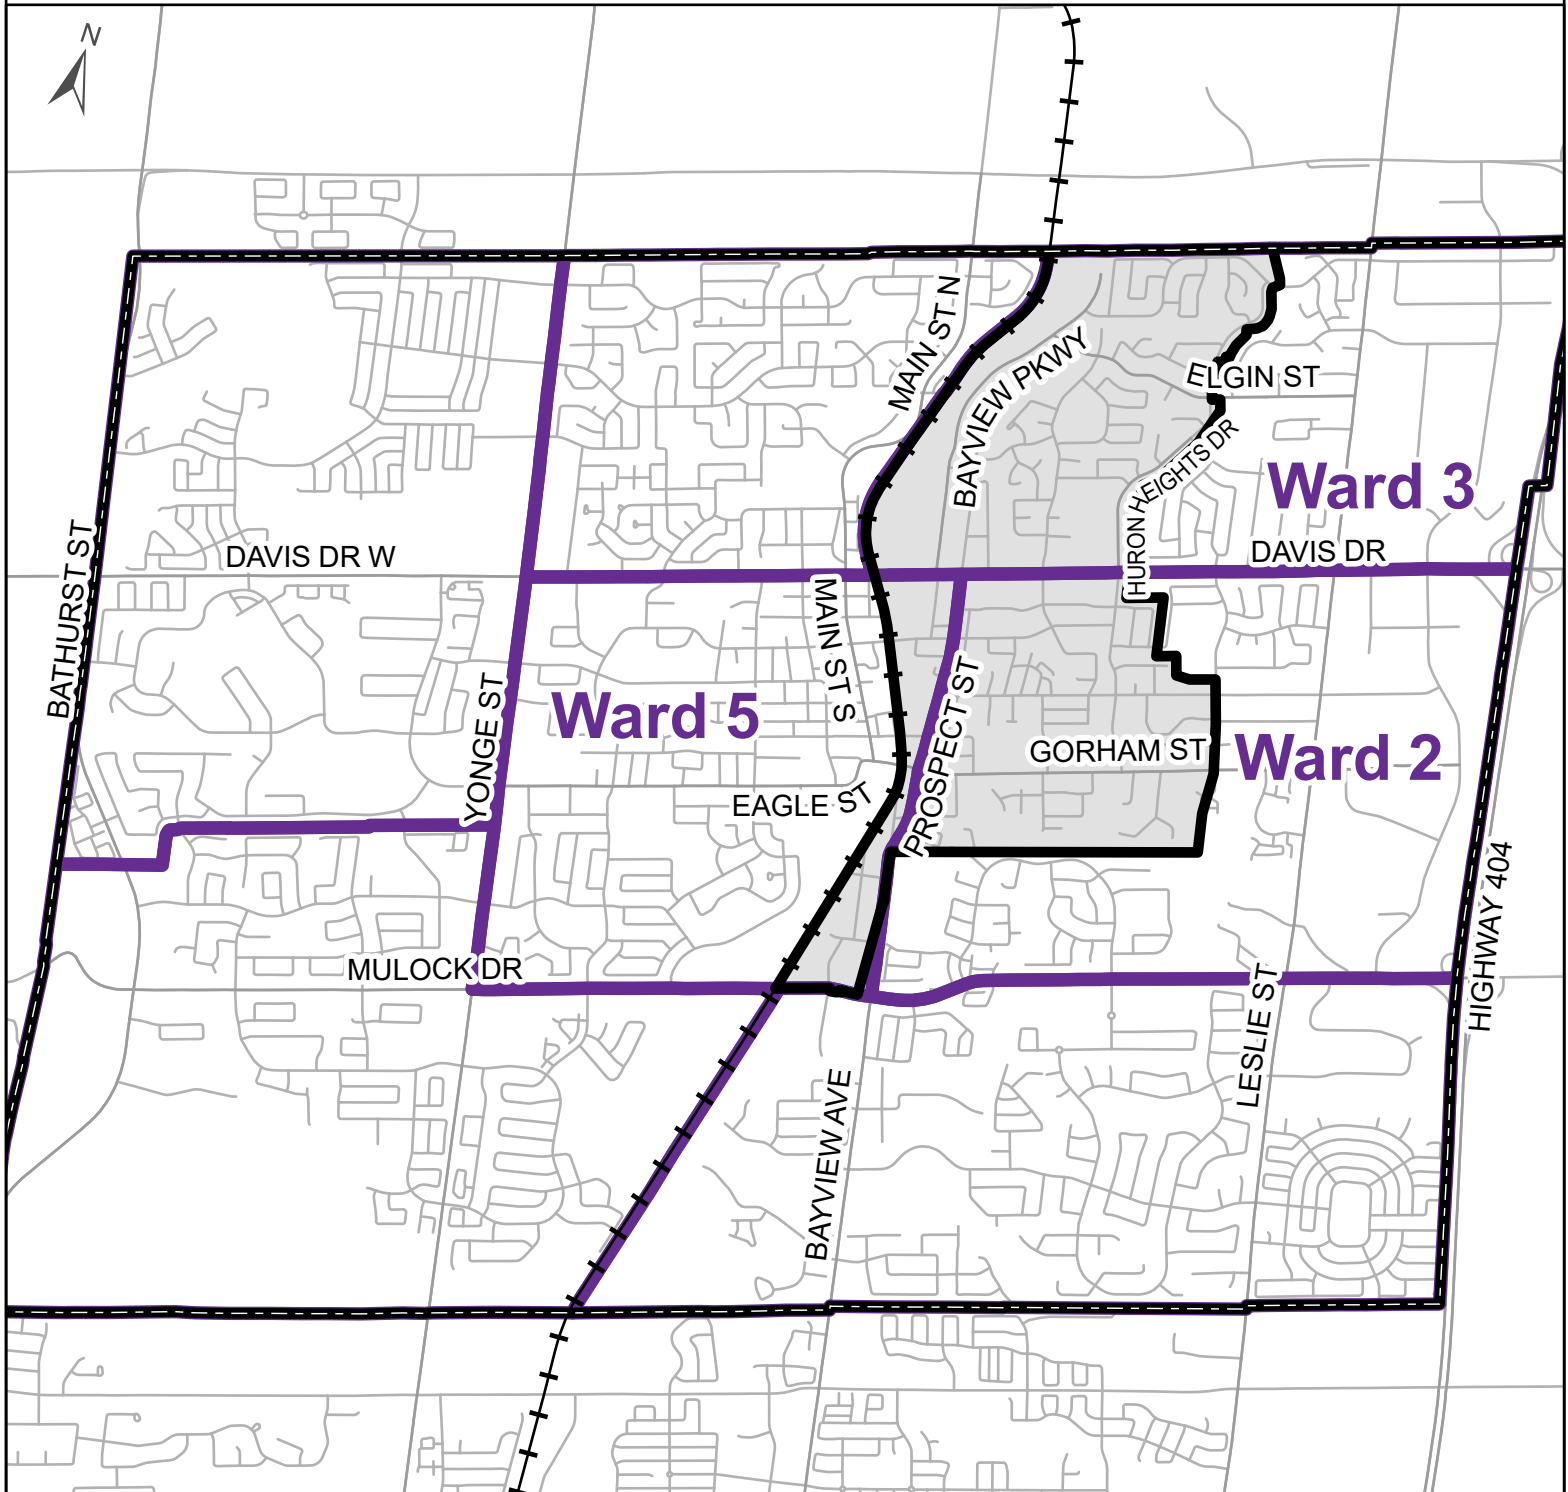 N
MAIN ST N
BAYVIEW PKWY
ELGIN ST
HURON HEIGHTS DR
Ward 3
BATHURST ST
DAVIS DR W
DAVIS DR
MAIN ST S
YONGE ST
Ward 5
PROSPECT ST
GORHAM ST
Ward 2
EAGLE ST
HIGHWAY 404
MULOCK DR
LESLIE ST
BAYVIEW AVE